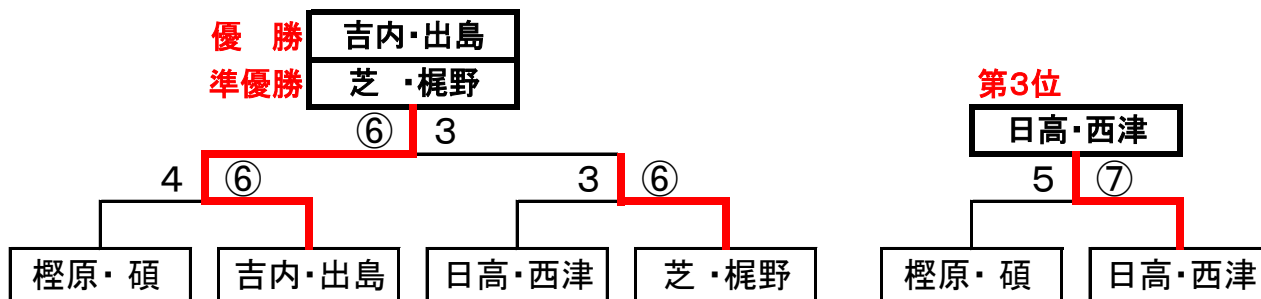 優　勝 吉内・出島
準優勝 芝　・梶野
第3位
日高・西津
⑥ 3
4 ⑥ 3 ⑥ 5 ⑦
樫原・ 碩 吉内・出島 日高・西津 芝　・梶野 樫原・ 碩 日高・西津